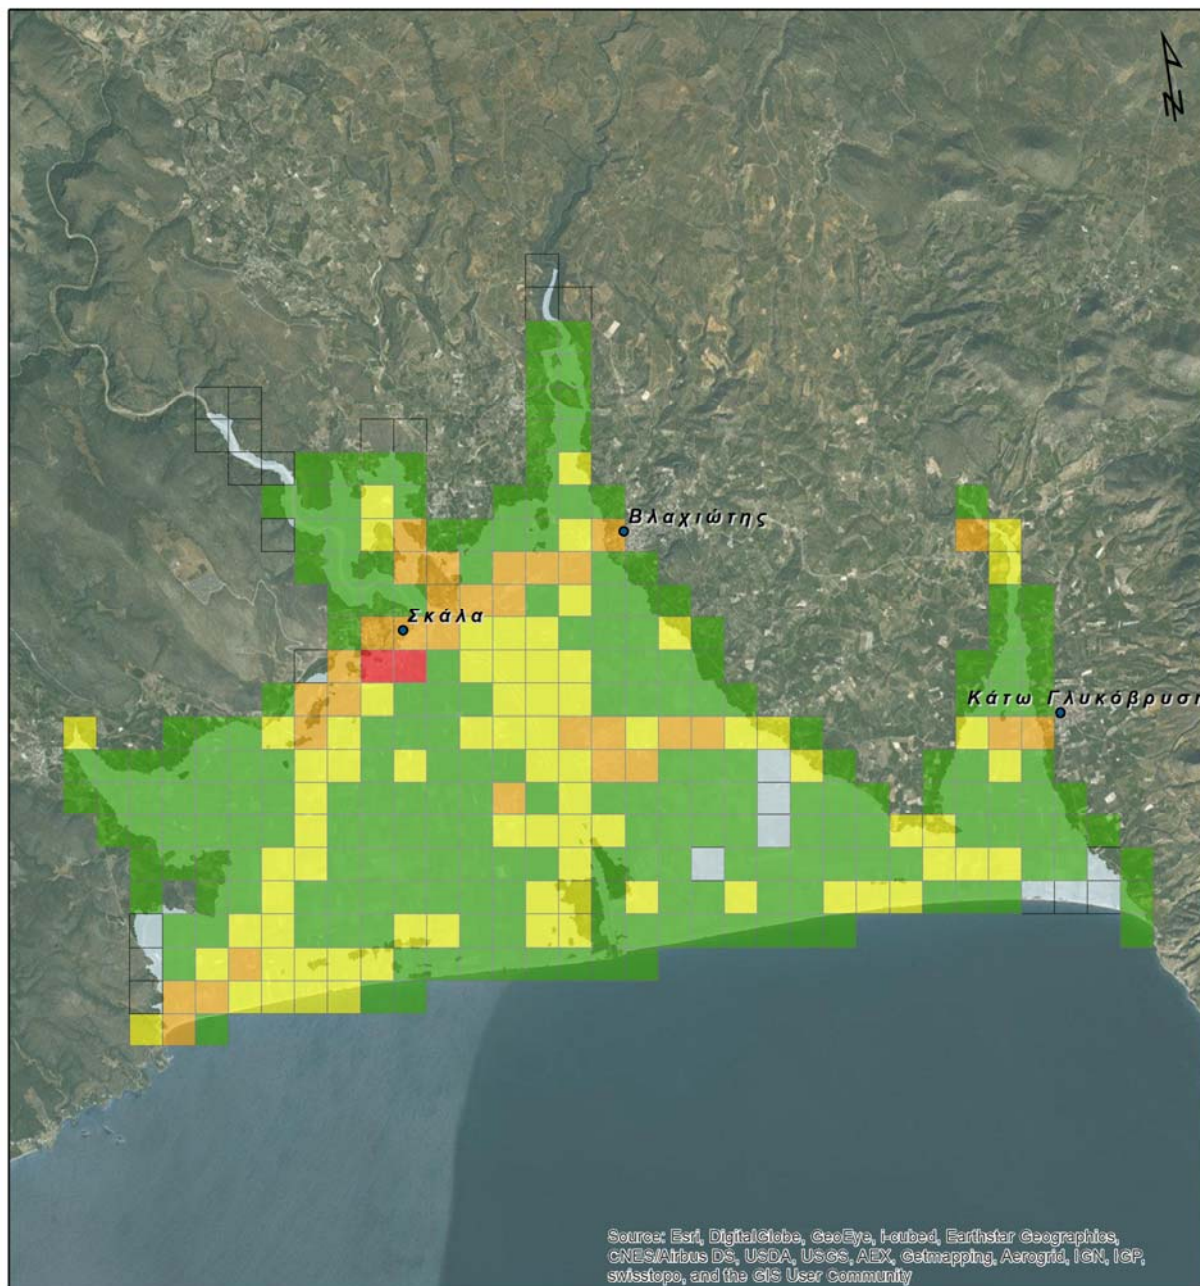 N
Βλαχιώτης
Σκάλα
Κάτω Γλυκόβρυση
Source: Esri, DigitalGlobe, GeoEye, i-cubed, Earthstar Geographics,
CNES/Airbus DS, USDA, USGS, AEX, Getmapping, Aerogrid, IGN, IGP,
swisstopo, and the GIS User Community